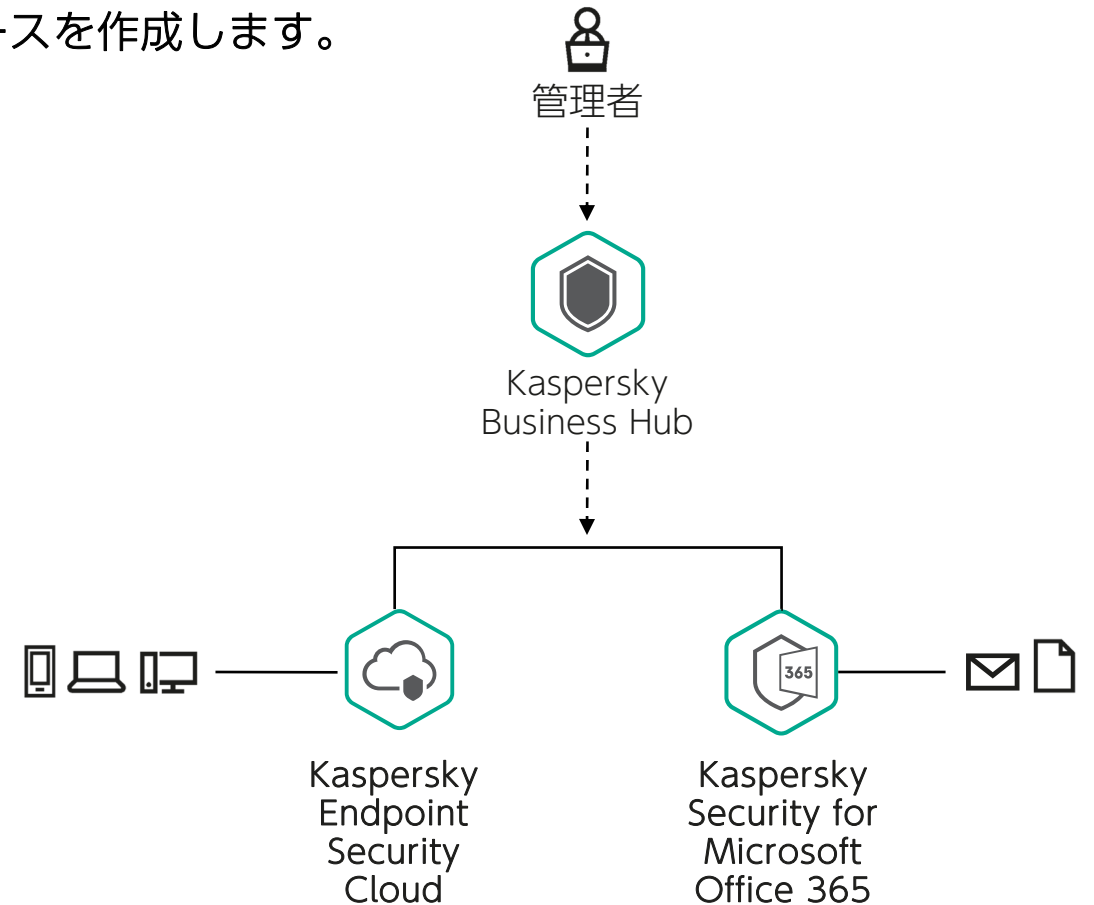 ースを作成します。
管理者
Kaspersky
Business Hub
365
Kaspersky
Endpoint
Security
Cloud
Kaspersky
Security for
Microsoft
Office 365